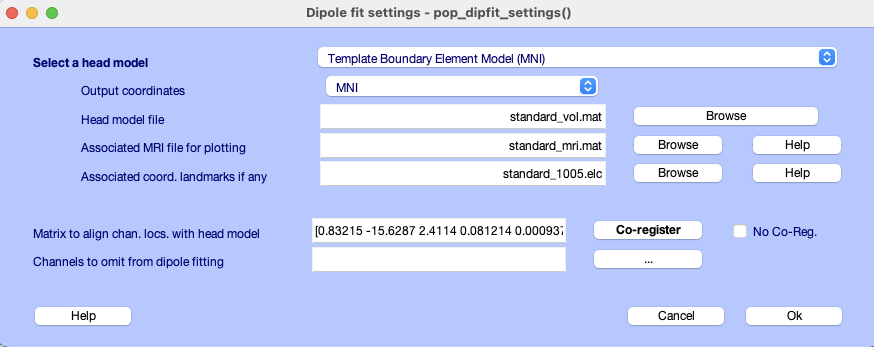 Dipole fit settings - pop_dipfit_settings()
Select a head model Template Boundary Element Model (MNI)
Output coordinates MNI
Head model file standard_vol.mat Browse
Associated MRI file for plotting standard_mri.mat Browse Help
Associated coord. landmarks if any standard_1005.elc Browse Help
Matrix to align chan. locs. with head model [0.83215 -15.6287 2.4114 0.081214 0.000937 Co-register No Co-Reg.
Channels to omit from dipole fitting ...
Help Cancel Ok